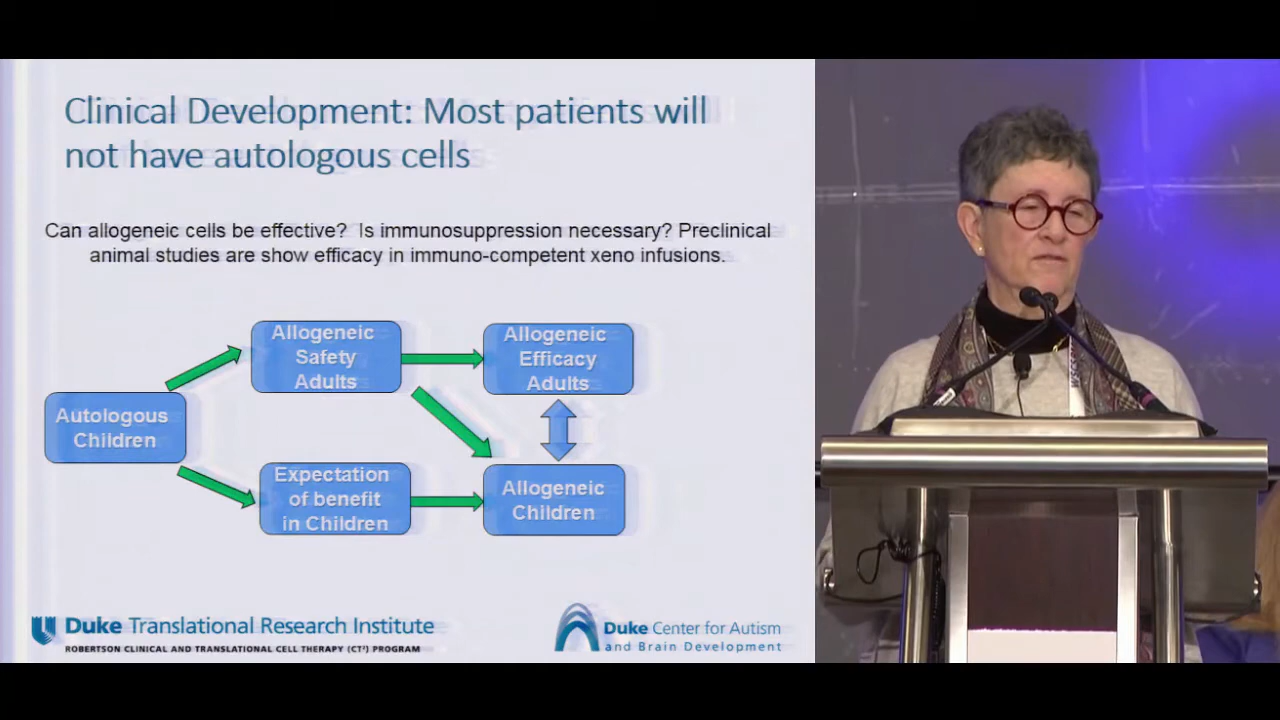 Clinical Development: Most patients will
not have autologous cells
Can allogeneic cells be effective? Is immunosuppression necessary? Preclinical
animal studies are show efficacy in immuno-competent xeno infusions.
Allogeneic
Safety
Adults
Allogeneic
Efficacy
Adults
Autologous
Children
Expectation
of benefit
in Children
Allogeneic
Children
Duke Translational Research Institute
ROBERTSON CLINICAL AND TRANSLATIONAL CELL THERAPY (CT²) PROGRAM
Duke Center for Autism
and Brain Development